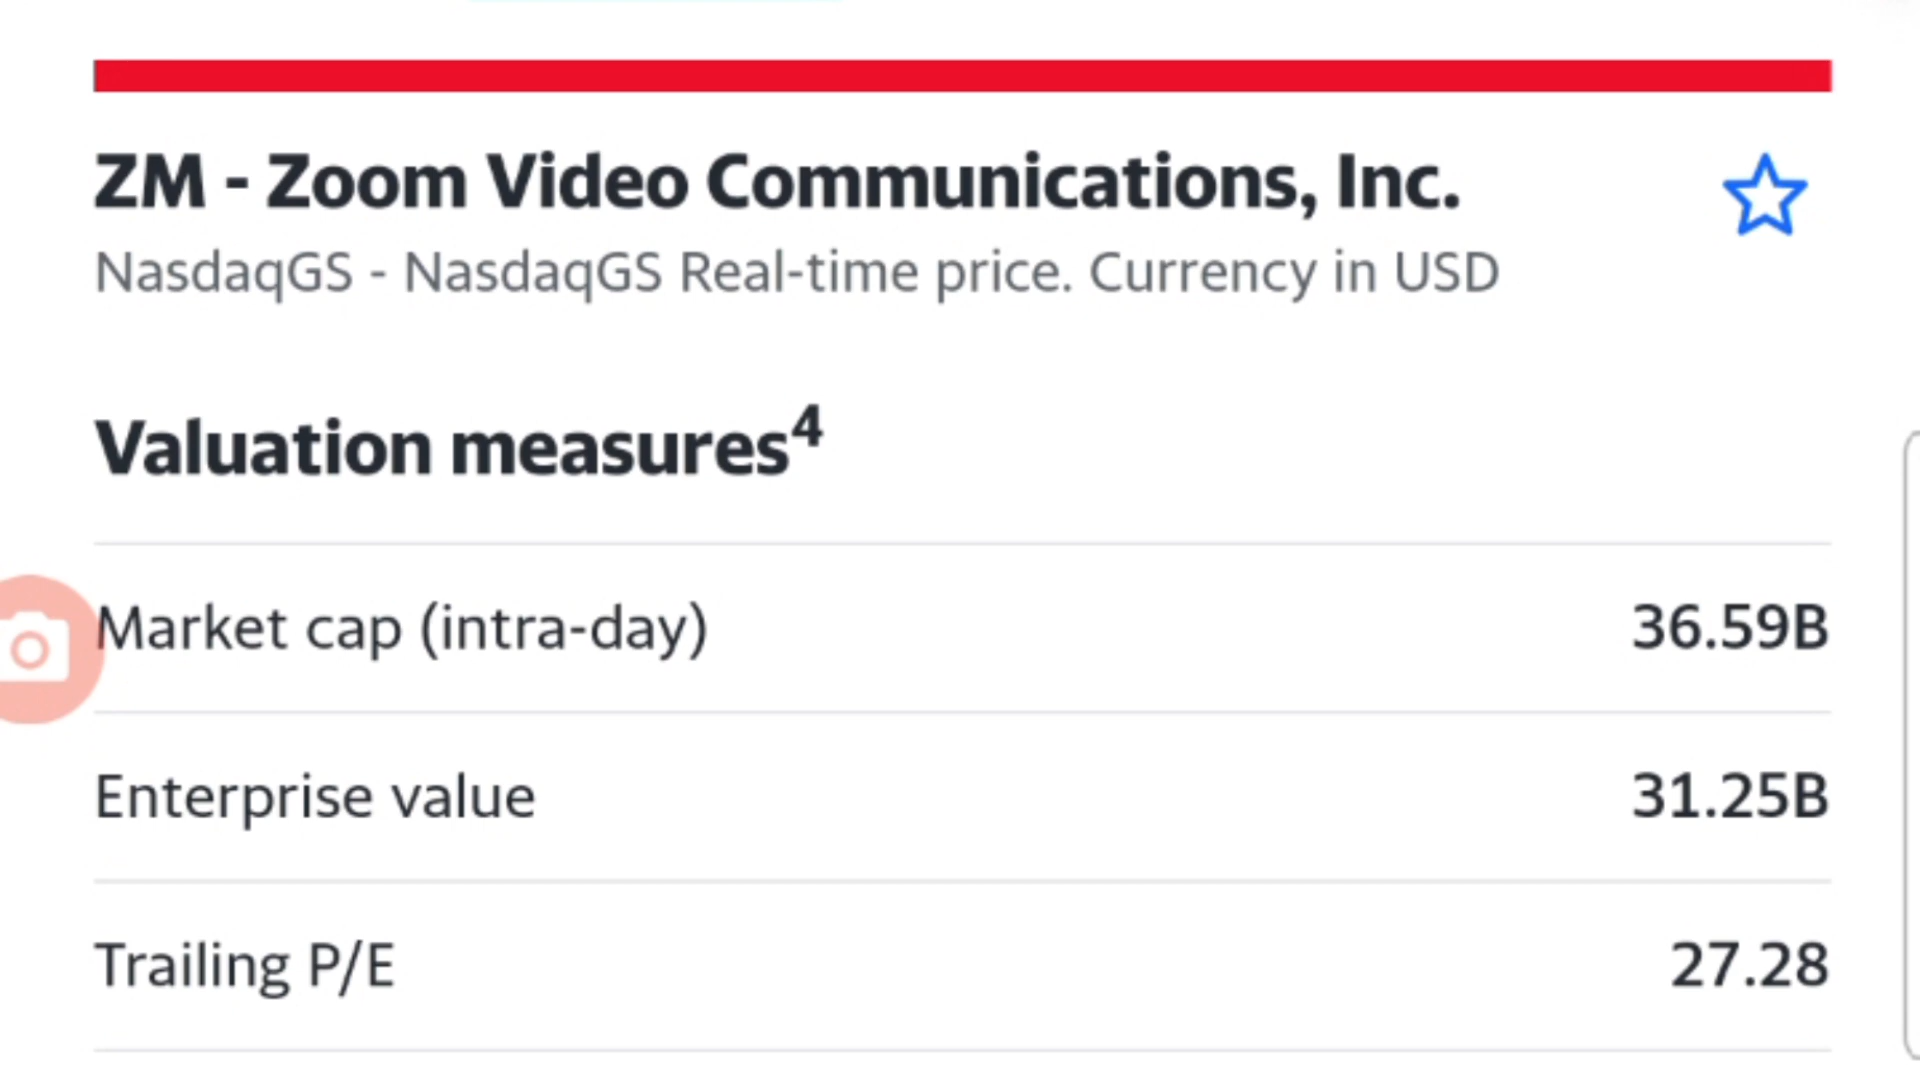 ZM - Zoom Video Communications, Inc.
NasdaqGS - NasdaqGS Real-time price. Currency in USD
Valuation measures⁴
Market cap (intra-day) 36.59B
Enterprise value 31.25B
Trailing P/E 27.28